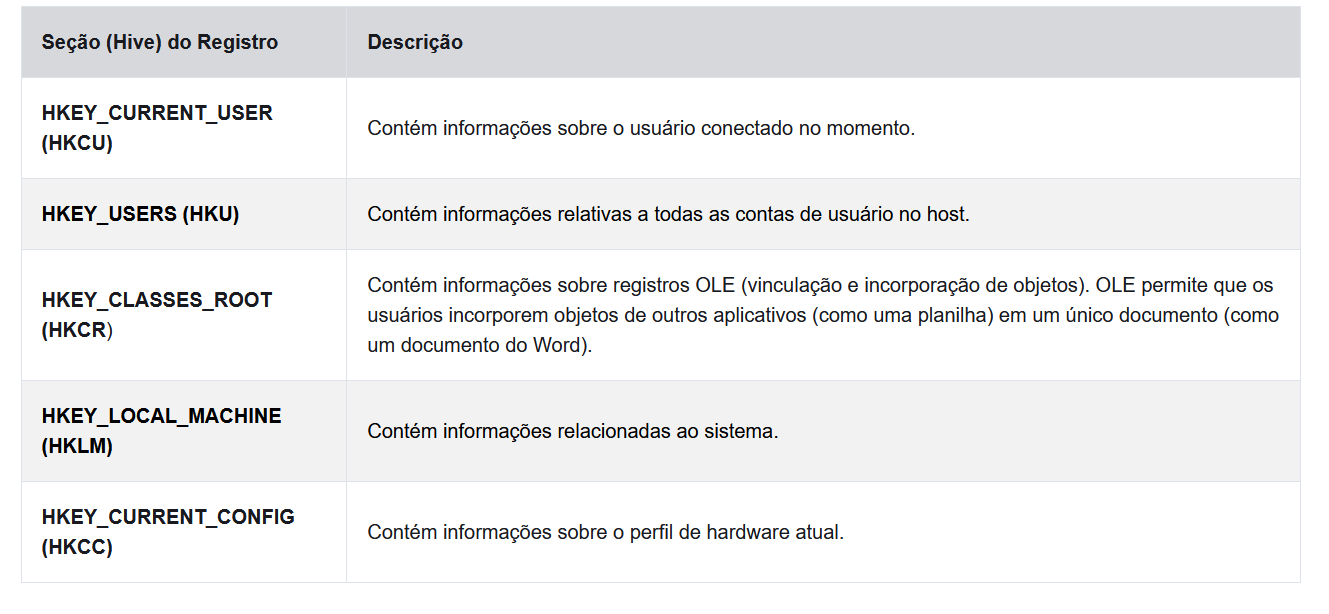 Seção (Hive) do Registro
Descrição
HKEY_CURRENT_USER
(HKCU)
Contém informações sobre o usuário conectado no momento.
HKEY_USERS (HKU)
Contém informações relativas a todas as contas de usuário no host.
HKEY_CLASSES_ROOT
(HKCR)
Contém informações sobre registros OLE (vinculação e incorporação de objetos). OLE permite que os
usuários incorporem objetos de outros aplicativos (como uma planilha) em um único documento (como
um documento do Word).
HKEY_LOCAL_MACHINE
(HKLM)
Contém informações relacionadas ao sistema.
HKEY_CURRENT_CONFIG
(HKCC)
Contém informações sobre o perfil de hardware atual.